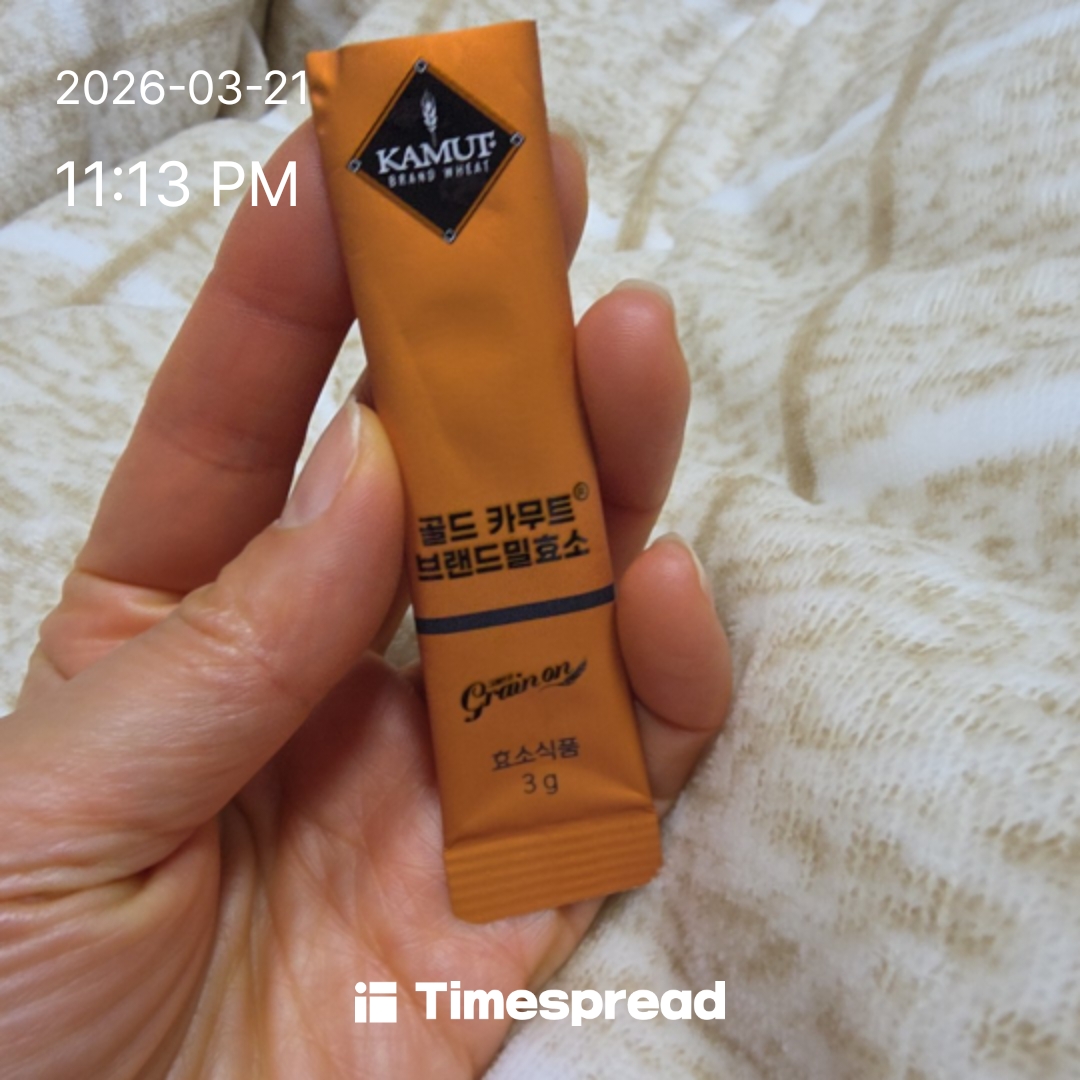 2026-03-21
11:13 PM
KAMUT
BRAND WHEAT
골드 카무트®
브랜드밀효소
Grain on
효소식품
3 g
Timespread